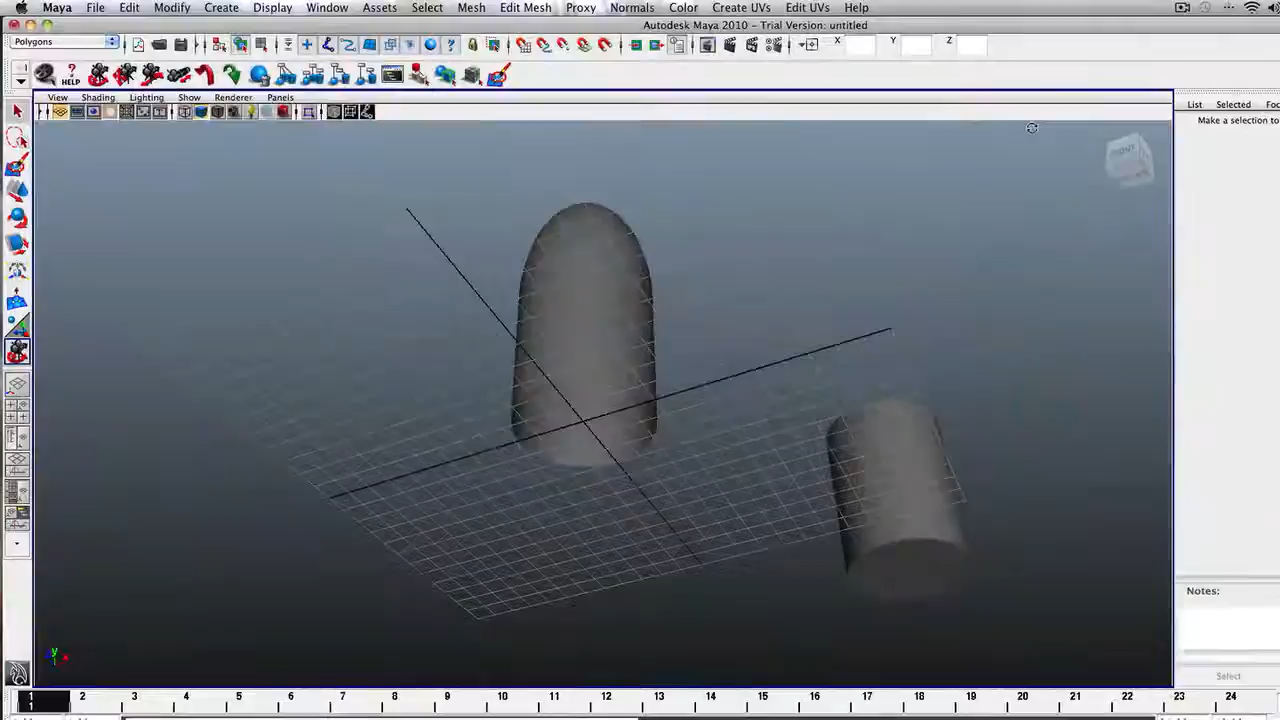 Maya File Edit Modify Create Display Window Assets Select Mesh Edit Mesh Proxy Normals Color Create UVs Edit UVs Help
Autodesk Maya 2010 - Trial Version: untitled
Polygons X Y Z
HELP
View Shading Lighting Show Renderer Panels
List Selected Foc
Make a selection to
FRONT
Notes:
y
x
Select
1 2 3 4 5 6 7 8 9 10 11 12 13 14 15 16 17 18 19 20 21 22 23 24
1